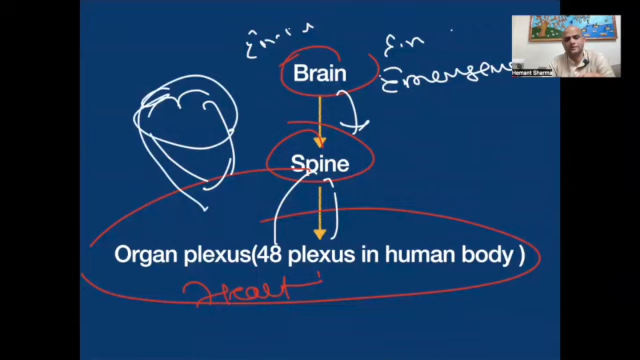 Brain
Hemant Sharma
Spine
Organ plexus(48 plexus in human body )
Heart